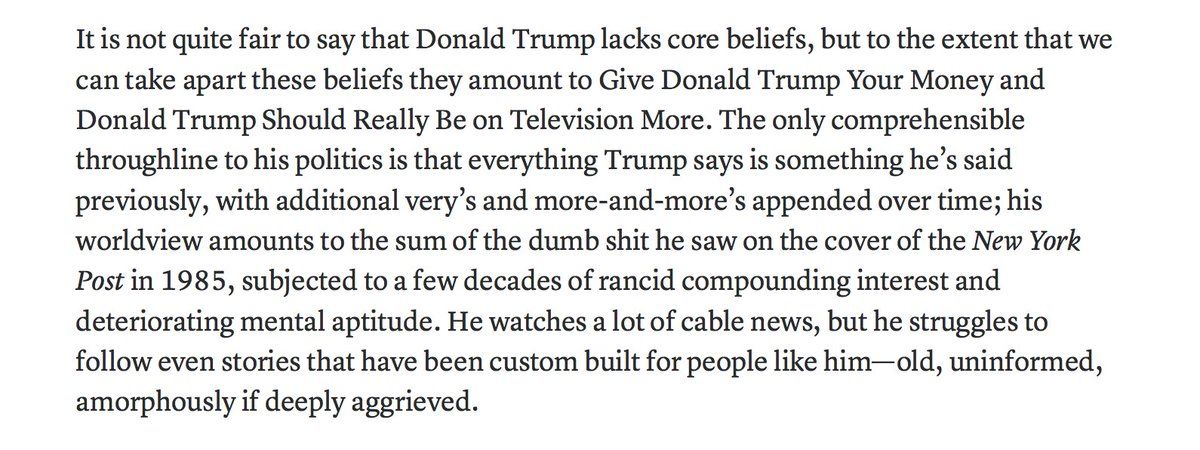 It is not quite fair to say that Donald Trump lacks core beliefs, but to the extent that we
can take apart these beliefs they amount to Give Donald Trump Your Money and
Donald Trump Should Really Be on Television More. The only comprehensible
throughline to his politics is that everything Trump says is something he’s said
previously, with additional very’s and more-and-more’s appended over time; his
worldview amounts to the sum of the dumb shit he saw on the cover of the New York
Post in 1985, subjected to a few decades of rancid compounding interest and
deteriorating mental aptitude. He watches a lot of cable news, but he struggles to
follow even stories that have been custom built for people like him—old, uninformed,
amorphously if deeply aggrieved.